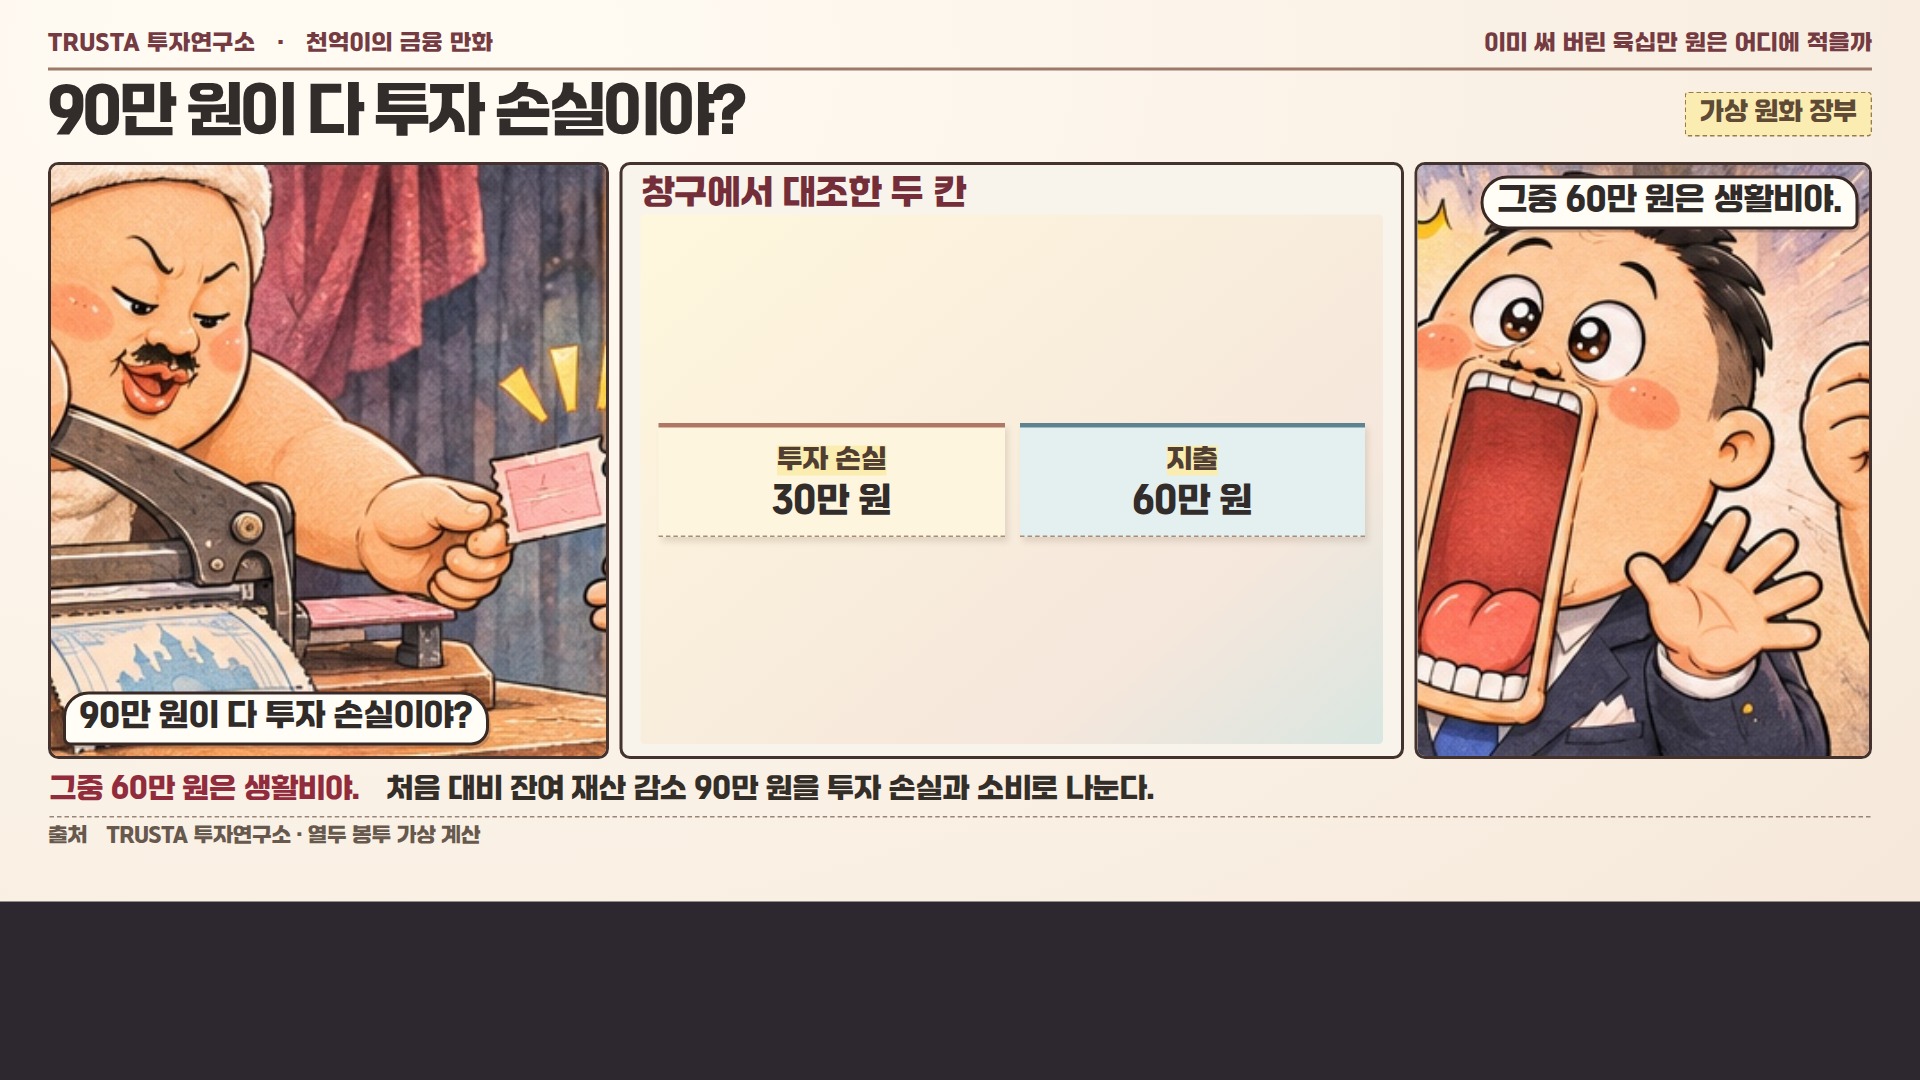 TRUSTA 투자연구소 · 천억이의 금융 만화
이미 써 버린 육십만 원은 어디에 적을까
90만 원이 다 투자 손실이야?
가상 원화 장부
창구에서 대조한 두 칸
그중 60만 원은 생활비야.
투자 손실
30만 원
지출
60만 원
90만 원이 다 투자 손실이야?
그중 60만 원은 생활비야. 처음 대비 잔여 재산 감소 90만 원을 투자 손실과 소비로 나눈다.
출처 TRUSTA 투자연구소 · 열두 봉투 가상 계산